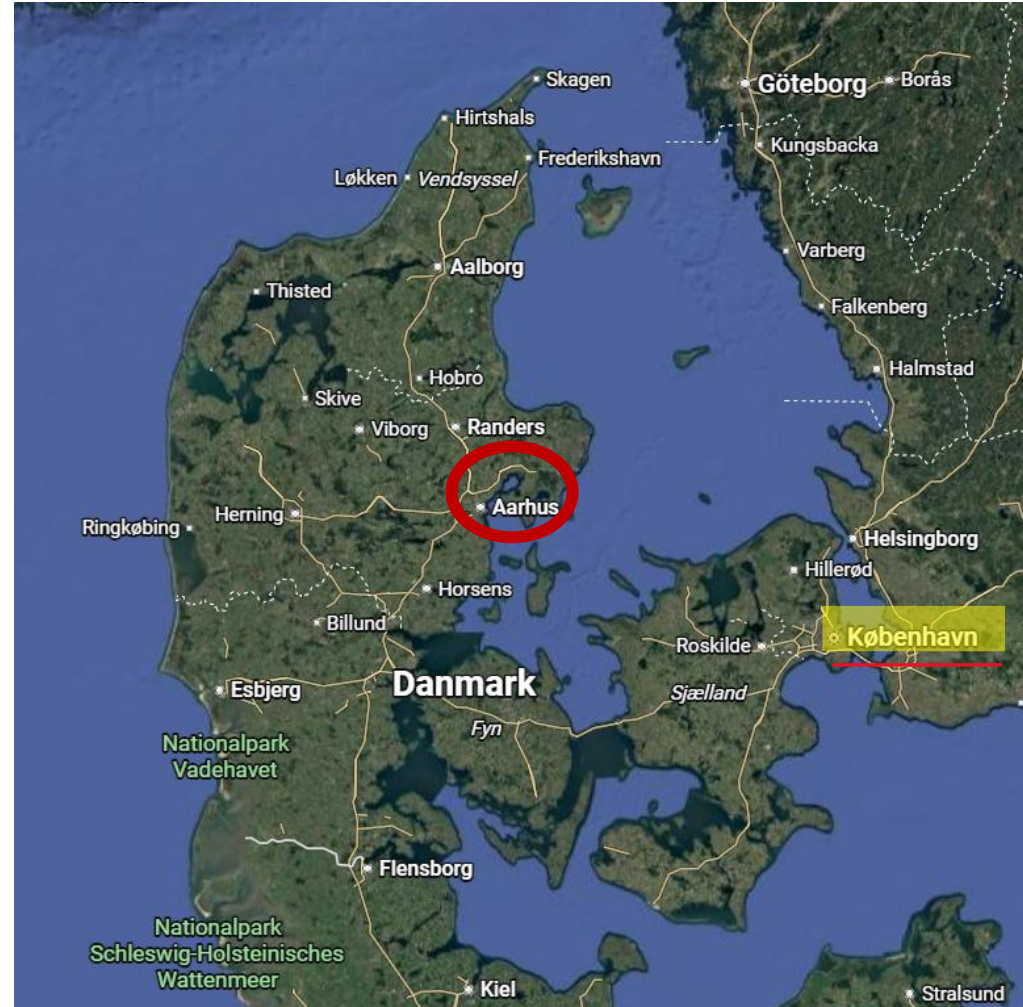 Skagen
Göteborg
Borås
Hirtshals
Kungsbacka
Frederikshavn
Løkken
Vendsyssel
Varberg
Aalborg
Thisted
Falkenberg
Halmstad
Hobro
Skive
Viborg
Randers
Aarhus
Herning
Ringkøbing
Helsingborg
Hillerød
Horsens
Billund
København
Roskilde
Danmark
Esbjerg
Sjælland
Fyn
Nationalpark
Vadehavet
Flensborg
Nationalpark
Schleswig-Holsteinisches
Wattenmeer
Kiel
Stralsund